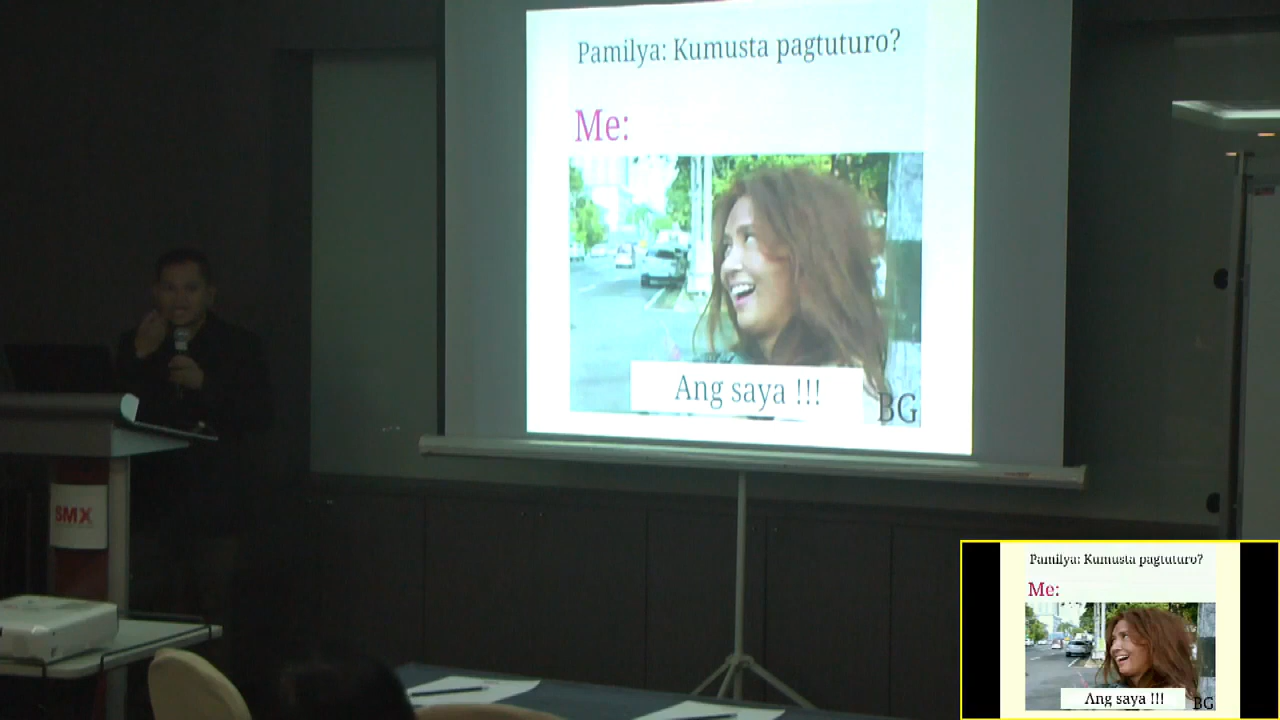 Pamilya: Kumusta pagtuturo?
Me:
Ang saya !!!
BG
SMX
Pamilya: Kumusta pagtuturo?
Me:
Ang saya !!!
BG